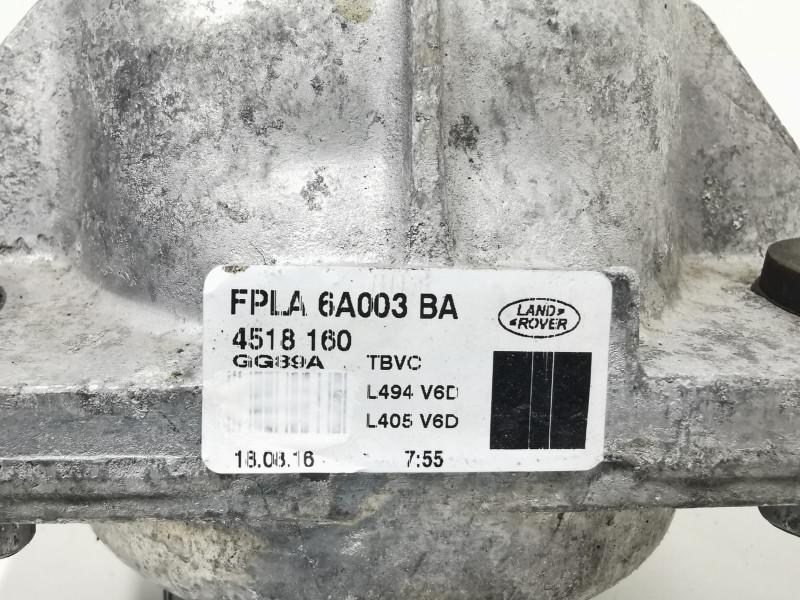 FPLA 6A003 BA
LAND ROVER
4518 160
GG89A TBVC
L494 V6D
L405 V6D
18.08.16 7:55